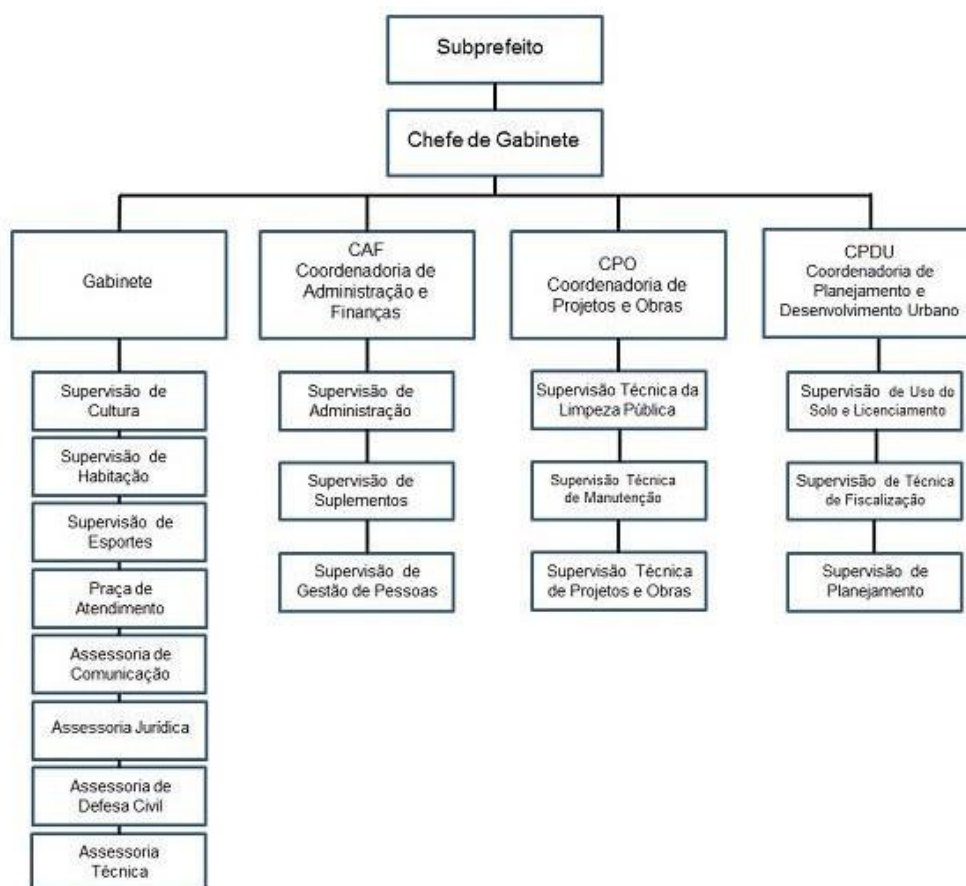 Subprefeito
Chefe de Gabinete
Gabinete
CAF
Coordenadoria de
Administração e
Finanças
CPO
Coordenadoria de
Projetos e Obras
CPDU
Coordenadoria de
Planejamento e
Desenvolvimento Urbano
Supervisão de
Cultura
Supervisão de
Habitação
Supervisão de
Esportes
Praça de
Atendimento
Assessoria de
Comunicação
Assessoria Jurídica
Assessoria de
Defesa Civil
Assessoria
Técnica
Supervisão de
Administração
Supervisão de
Suplementos
Supervisão de
Gestão de Pessoas
Supervisão Técnica da
Limpeza Pública
Supervisão Técnica
de Manutenção
Supervisão Técnica
de Projetos e Obras
Supervisão de Uso do
Solo e Licenciamento
Supervisão de Técnica
de Fiscalização
Supervisão de
Planejamento